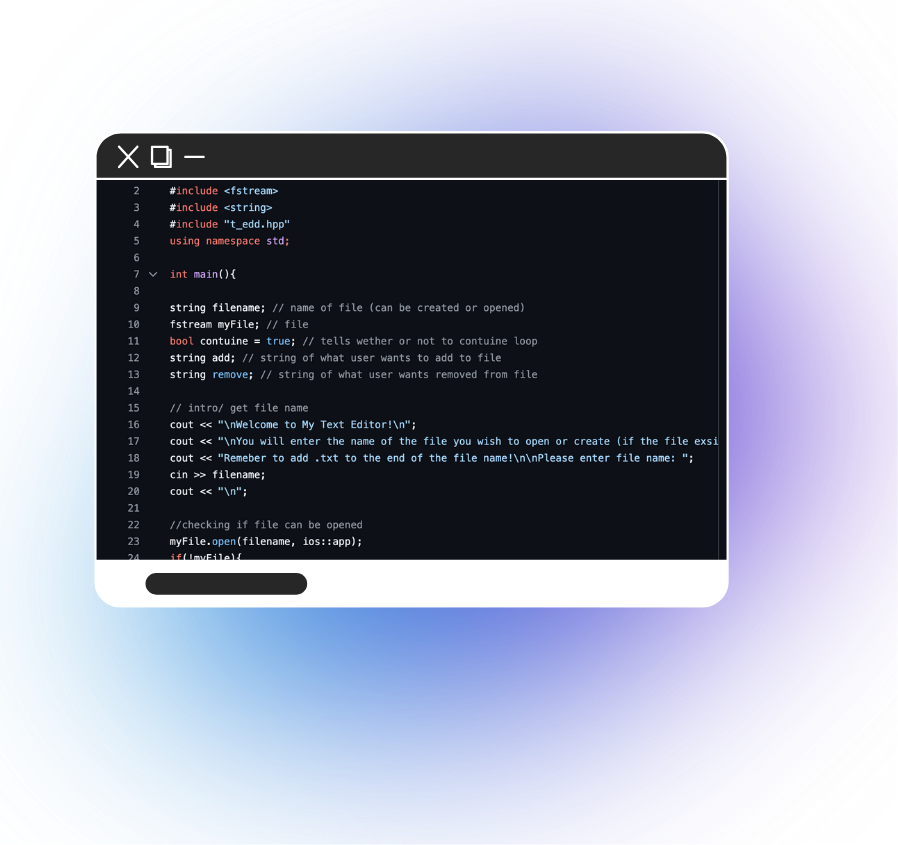 2 #include <fstream>
3 #include <string>
4 #include "t_edd.hpp"
5 using namespace std;
6
7 int main(){
8
9 string filename; // name of file (can be created or opened)
10 fstream myFile; // file
11 bool contuine = true; // tells wether or not to contuine loop
12 string add; // string of what user wants to add to file
13 string remove; // string of what user wants removed from file
14
15 // intro/ get file name
16 cout << "\nWelcome to My Text Editor!\n";
17 cout << "\nYou will enter the name of the file you wish to open or create (if the file exsi
18 cout << "Remeber to add .txt to the end of the file name!\n\nPlease enter file name: ";
19 cin >> filename;
20 cout << "\n";
21
22 //checking if file can be opened
23 myFile.open(filename, ios::app);
24 if(!myFile){